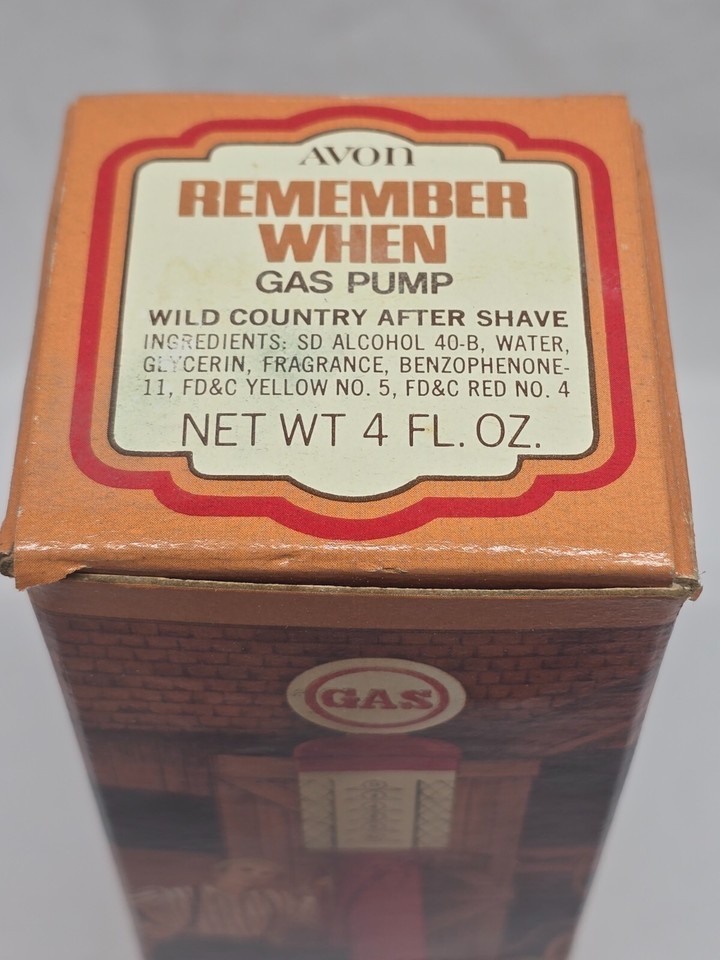 AVON
REMEMBER
WHEN
GAS PUMP
WILD COUNTRY AFTER SHAVE
INGREDIENTS: SD ALCOHOL 40-B, WATER,
GLYCERIN, FRAGRANCE, BENZOPHENONE-
11, FD&C YELLOW NO. 5, FD&C RED NO. 4
NET WT 4 FL. OZ.
GAS